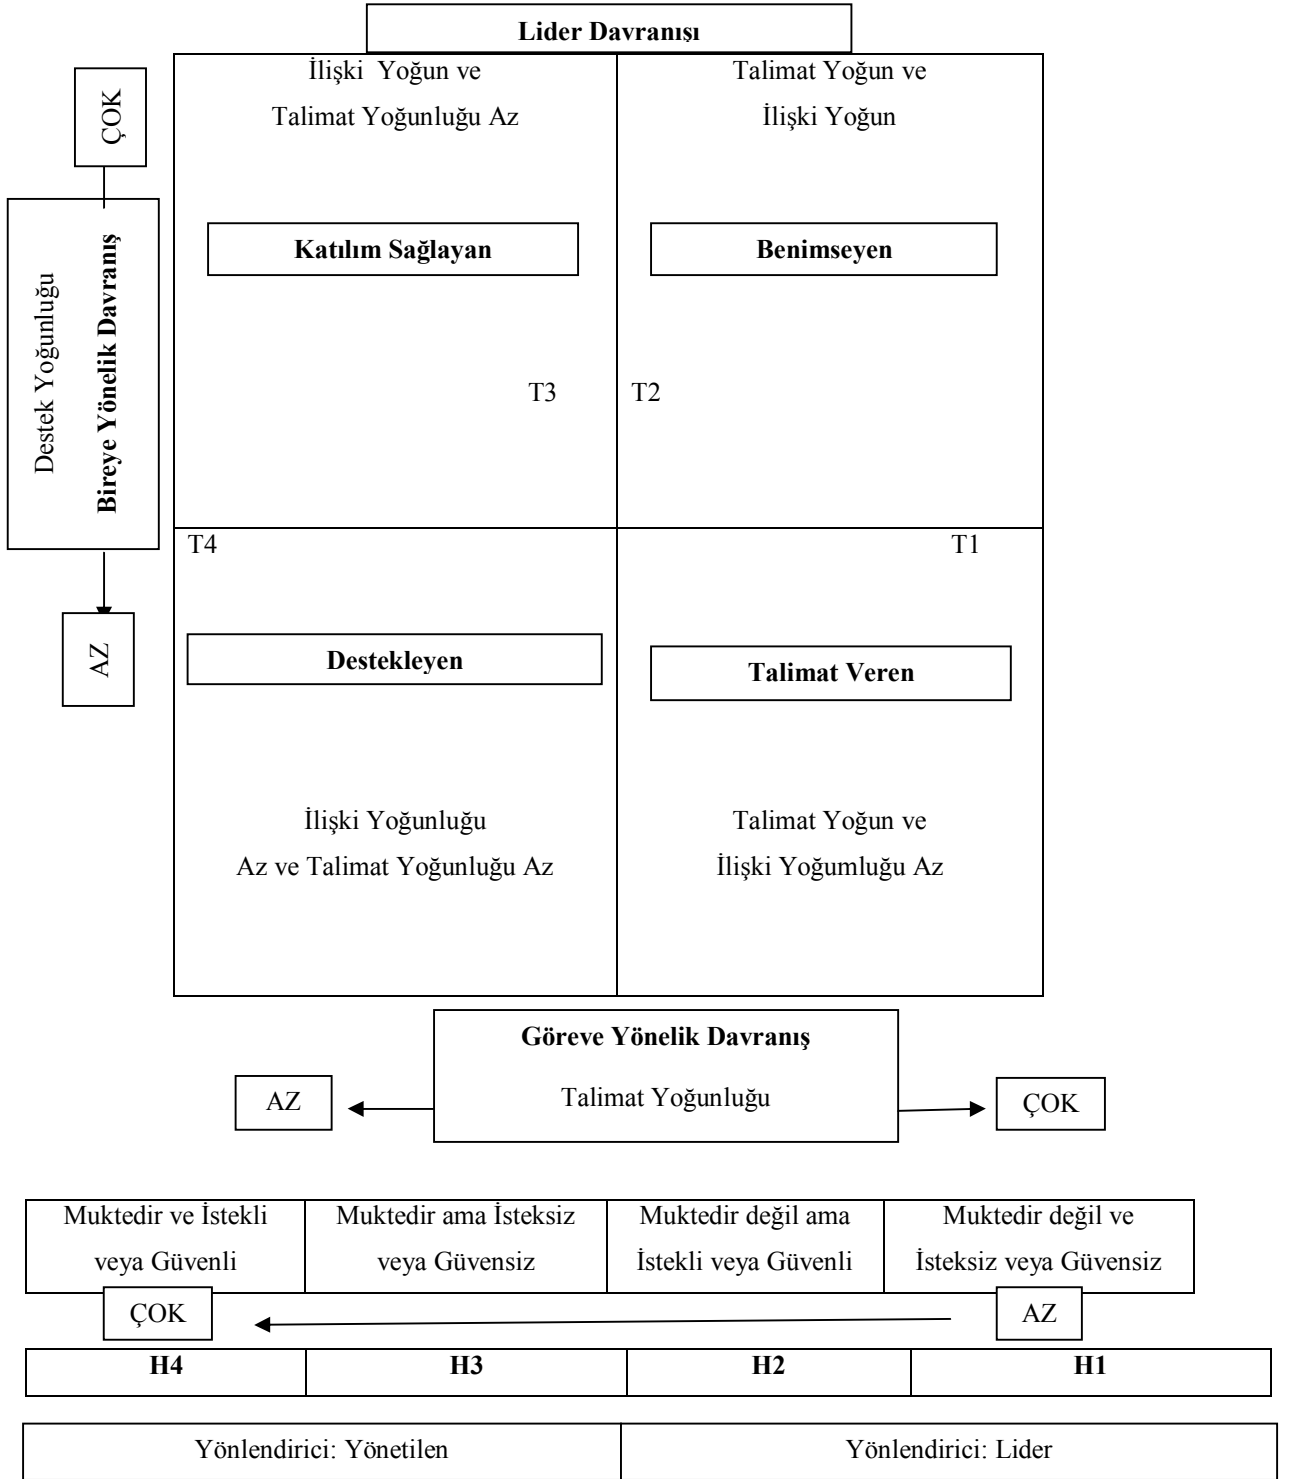 Lider Davranışı
İlişki Yoğun ve
Talimat Yoğunluğu Az
Talimat Yoğun ve
İlişki Yoğun
ÇOK
Katılım Sağlayan
Benimseyen
Destek Yoğunluğu
Bireye Yönelik Davranış
T3
T2
T4
T1
AZ
Destekleyen
Talimat Veren
İlişki Yoğunluğu
Az ve Talimat Yoğunluğu Az
Talimat Yoğun ve
İlişki Yoğumluğu Az
Göreve Yönelik Davranış
Talimat Yoğunluğu
AZ
ÇOK
Muktedir ve İstekli
veya Güvenli
Muktedir ama İsteksiz
veya Güvensiz
Muktedir değil ama
İstekli veya Güvenli
Muktedir değil ve
İsteksiz veya Güvensiz
ÇOK
AZ
H4
H3
H2
H1
Yönlendirici: Yönetilen
Yönlendirici: Lider